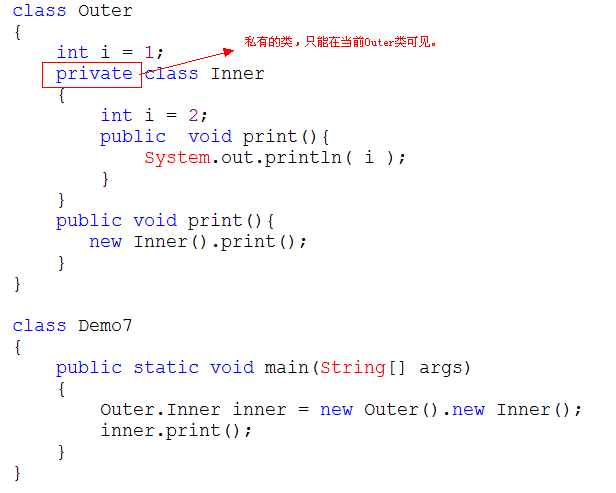 class Outer
{
    int i = 1;
    private class Inner
    {
        int i = 2;
        public  void print(){
            System.out.println( i );
        }
    }
    public void print(){
       new Inner().print();
    }
}
私有的类，只能在当前Outer类可见。
class Demo7
{
    public static void main(String[] args)
    {
        Outer.Inner inner = new Outer().new Inner();
        inner.print();
    }
}